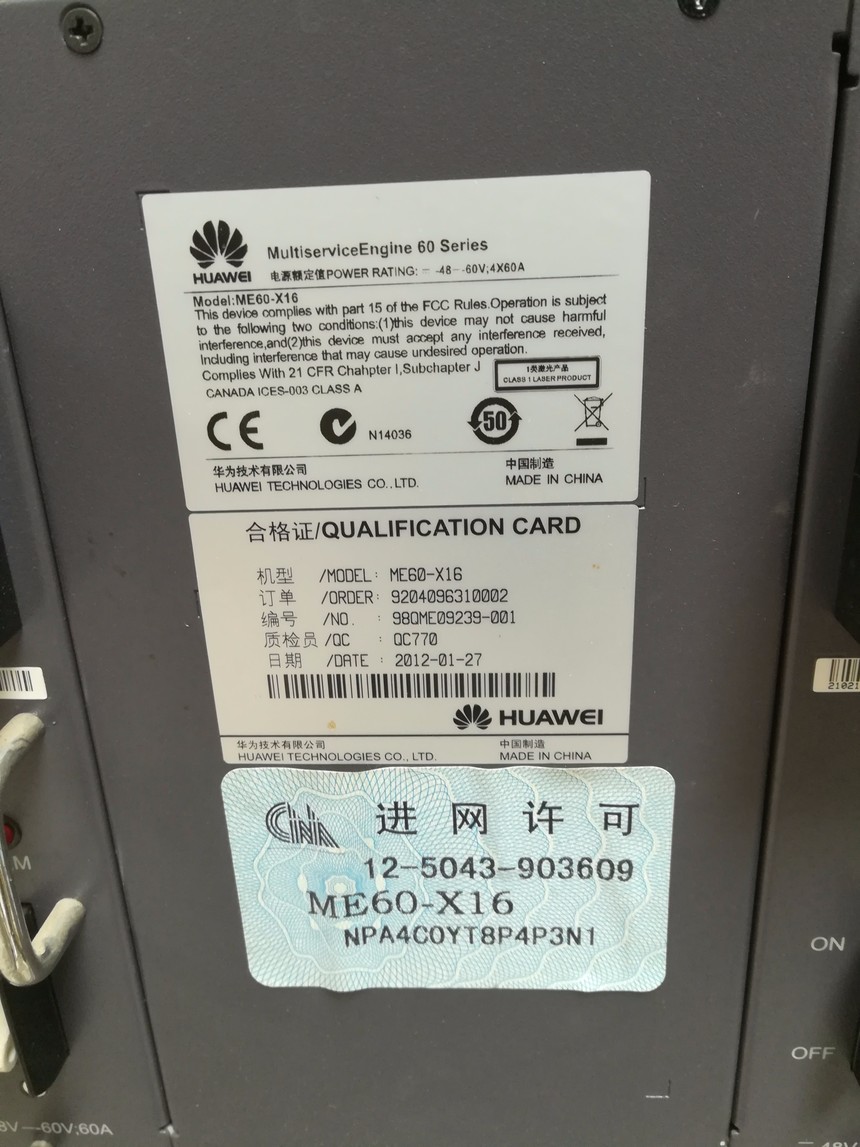 HUAWEI
MultiserviceEngine 60 Series
电源额定值POWER RATING: ⎓ -48--60V;4X60A
Model:ME60-X16
This device complies with part 15 of the FCC Rules.Operation is subject
to the following two conditions:(1)this device may not cause harmful
interference,and(2)this device must accept any interference received,
Including interference that may cause undesired operation.
Complies With 21 CFR Chahpter I,Subchapter J
1类激光产品
CLASS 1 LASER PRODUCT
CANADA ICES-003 CLASS A
CE
N14036
50
华为技术有限公司
HUAWEI TECHNOLOGIES CO.,LTD.
中国制造
MADE IN CHINA
合格证/QUALIFICATION CARD
机型 /MODEL: ME60-X16
订单 /ORDER: 9204096310002
编号 /NO. : 98QME09239-001
质检员/QC : QC770
日期 /DATE : 2012-01-27
HUAWEI
华为技术有限公司
HUAWEI TECHNOLOGIES CO., LTD.
中国制造
MADE IN CHINA
21021
CNA 进网许可
12-5043-903609
ME60-X16
NPA4C0YT8P4P3N1
M
ON
OFF
8V---60V;60A
-48V